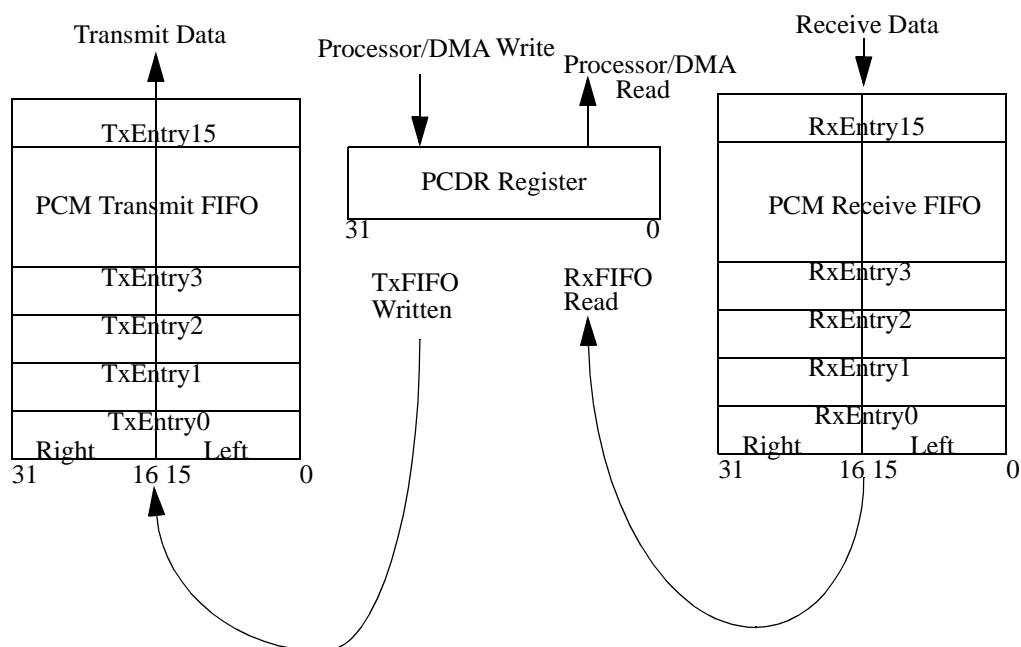 Transmit Data
TxEntry15
PCM Transmit FIFO
TxEntry3
TxEntry2
TxEntry1
TxEntry0
Right Left
31 16 15 0
Processor/DMA Write
Processor/DMA
Read
PCDR Register
31 0
TxFIFO
Written
RxFIFO
Read
Receive Data
RxEntry15
PCM Receive FIFO
RxEntry3
RxEntry2
RxEntry1
RxEntry0
Right Left
31 16 15 0